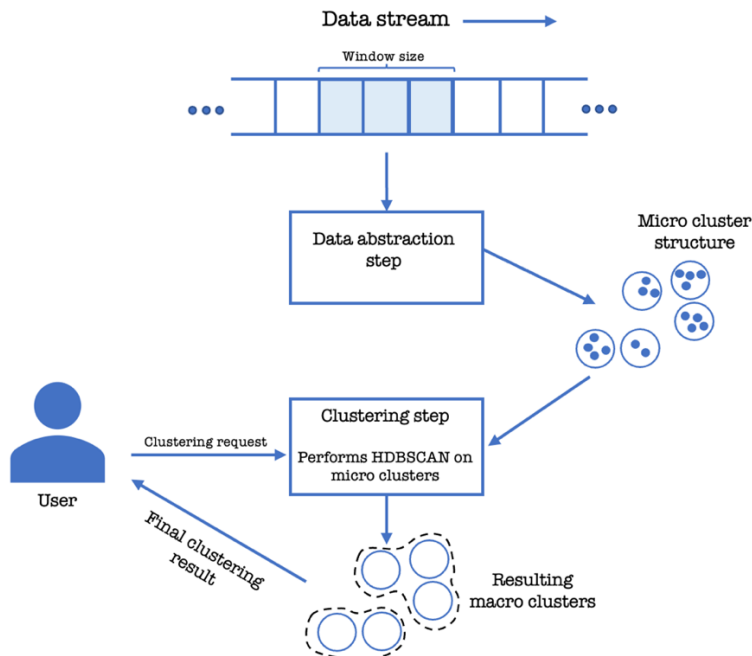 Data stream
Window size
Data abstraction
step
Micro cluster
structure
Clustering step
Performs HDBSCAN on
micro clusters
Clustering request
User
Final clustering
result
Resulting
macro clusters